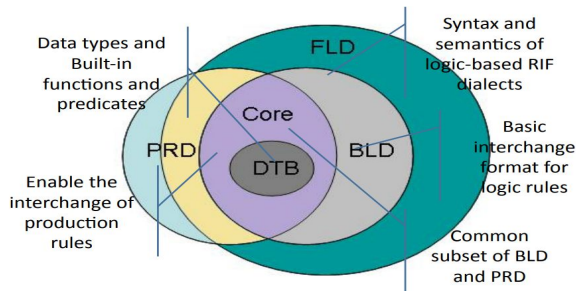 Data types and
Built-in
functions and
predicates
FLD
Syntax and
semantics of
logic-based RIF
dialects
Core
PRD
BLD
DTB
Basic
interchange
format for
logic rules
Enable the
interchange of
production
rules
Common
subset of BLD
and PRD